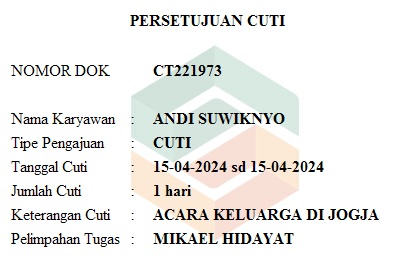 PERSETUJUAN CUTI
NOMOR DOK CT221973
Nama Karyawan : ANDI SUWIKNYO
Tipe Pengajuan : CUTI
Tanggal Cuti : 15-04-2024 sd 15-04-2024
Jumlah Cuti : 1 hari
Keterangan Cuti : ACARA KELUARGA DI JOGJA
Pelimpahan Tugas : MIKAEL HIDAYAT